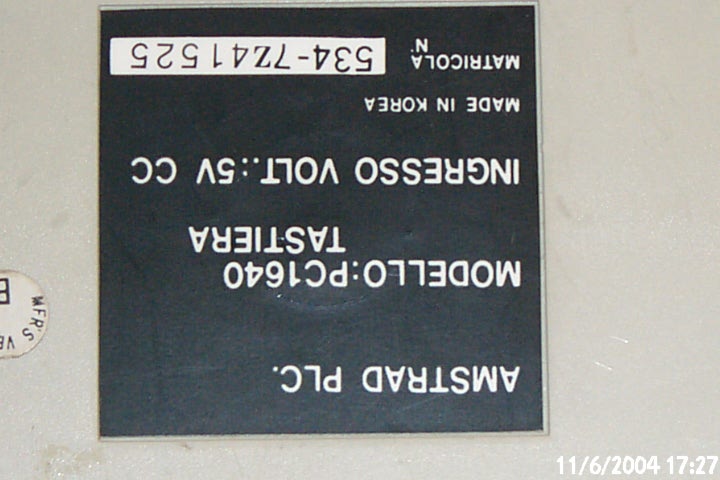 AMSTRAD PLC.
MODELLO:PC1640
TASTIERA
INGRESSO VOLT.:5V CC
MADE IN KOREA
MATRICOLA N° 534-7Z41525
MFR'S
B
11/6/2004 17:27